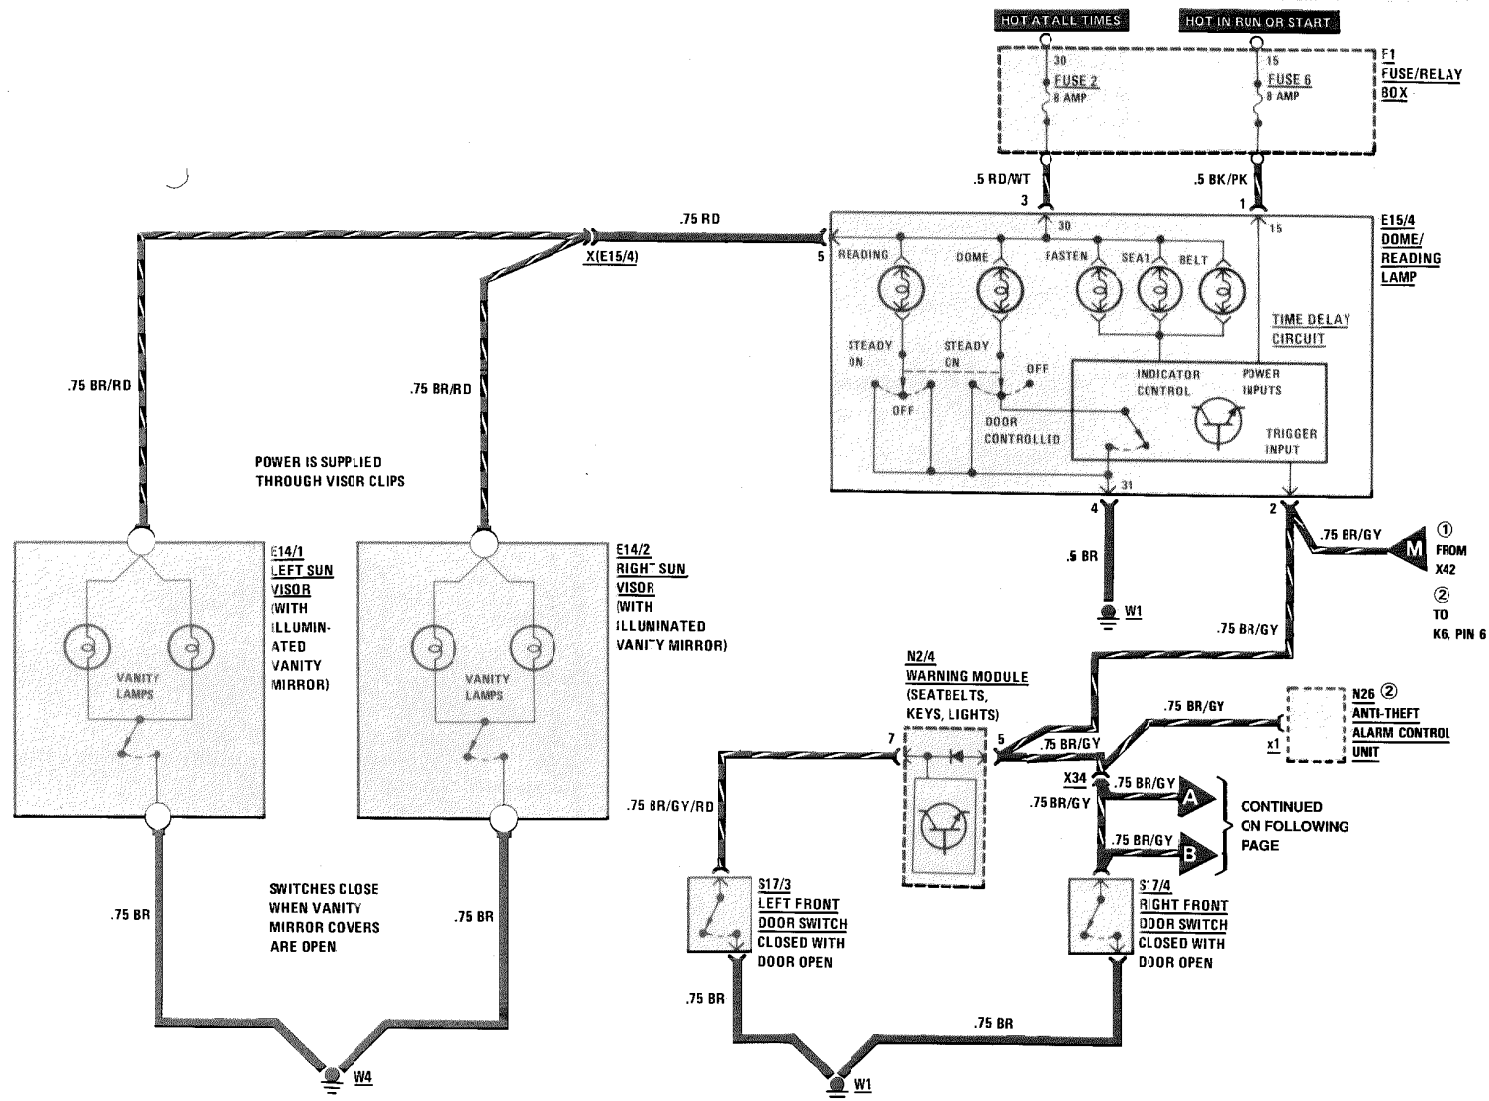 HOT AT ALL TIMES
HOT IN RUN OR START
30
FUSE 2
8 AMP
15
FUSE 6
8 AMP
F1
FUSE/RELAY
BOX
.5 RD/WT
3
.5 BK/PK
1
.75 RD
X(E15/4)
5
30
15
E15/4
DOME/
READING
LAMP
READING
DOME
FASTEN
SEAT
BELT
TIME DELAY
CIRCUIT
STEADY
ON
STEADY
ON
OFF
OFF
DOOR
CONTROLLED
INDICATOR
CONTROL
POWER
INPUTS
TRIGGER
INPUT
31
4
2
.75 BR/RD
.75 BR/RD
POWER IS SUPPLIED
THROUGH VISOR CLIPS
.5 BR
W1
.75 BR/GY
M
① FROM
X42
② TO
K6, PIN 6
.75 BR/GY
E14/1
LEFT SUN
VISOR
(WITH
ILLUMIN-
ATED
VANITY
MIRROR)
VANITY
LAMPS
E14/2
RIGHT SUN
VISOR
(WITH
ILLUMINATED
VANITY MIRROR)
VANITY
LAMPS
N2/4
WARNING MODULE
(SEATBELTS,
KEYS, LIGHTS)
7
5
.75 BR/GY
.75 BR/GY
x1
N26 ②
ANTI-THEFT
ALARM CONTROL
UNIT
X34
.75 BR/GY
A
.75 BR/GY
.75 BR/GY
B
CONTINUED
ON FOLLOWING
PAGE
.75 BR/GY/RD
SWITCHES CLOSE
WHEN VANITY
MIRROR COVERS
ARE OPEN
.75 BR
.75 BR
S17/3
LEFT FRONT
DOOR SWITCH
CLOSED WITH
DOOR OPEN
S17/4
RIGHT FRONT
DOOR SWITCH
CLOSED WITH
DOOR OPEN
.75 BR
.75 BR
W4
W1